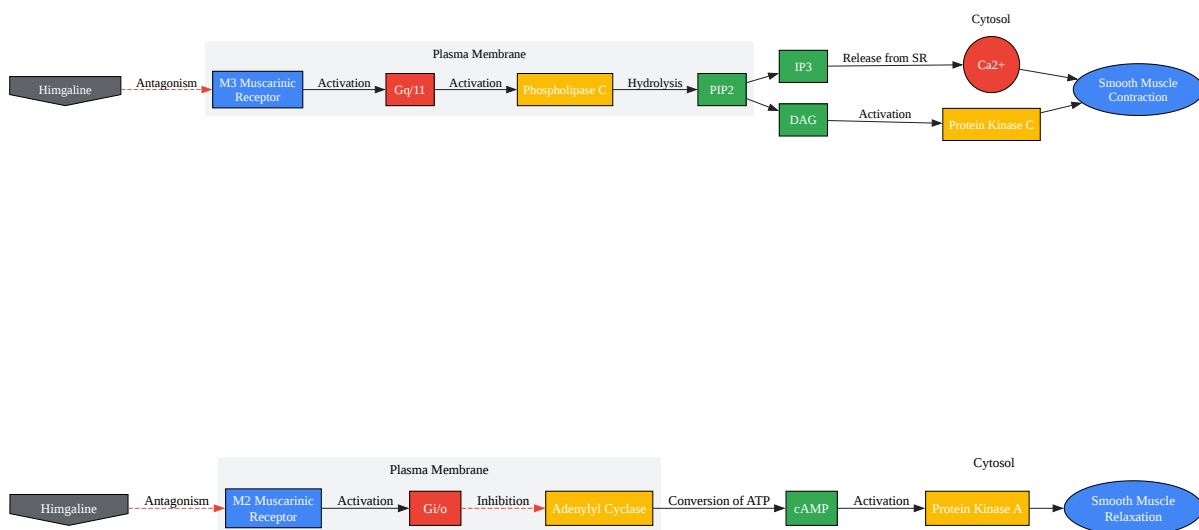 Cytosol
Plasma Membrane
Himgaline
Antagonism
M3 Muscarinic
Receptor
Activation
Gq/11
Activation
Phospholipase C
Hydrolysis
PIP2
IP3
Release from SR
Ca2+
DAG
Activation
Protein Kinase C
Smooth Muscle
Contraction
Plasma Membrane
Cytosol
Himgaline
Antagonism
M2 Muscarinic
Receptor
Activation
Gi/o
Inhibition
Adenylyl Cyclase
Conversion of ATP
cAMP
Activation
Protein Kinase A
Smooth Muscle
Relaxation